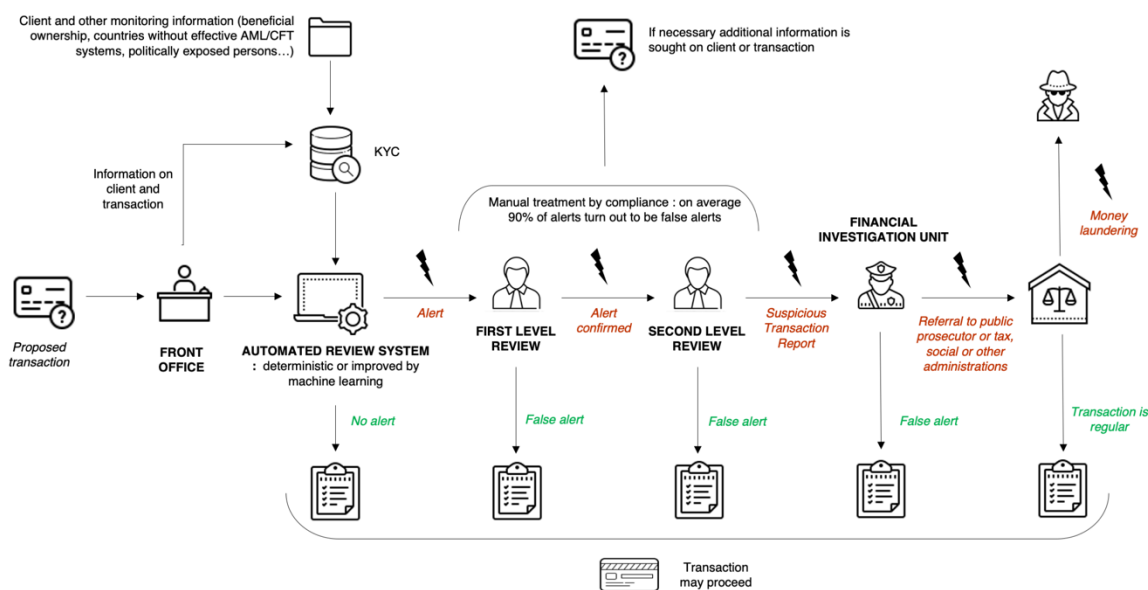 Client and other monitoring information (beneficial
ownership, countries without effective AML/CFT
systems, politically exposed persons…)
If necessary additional information is
sought on client or transaction
KYC
Information on
client and
transaction
Manual treatment by compliance : on average
90% of alerts turn out to be false alerts
FINANCIAL
INVESTIGATION UNIT
Money
laundering
Proposed
transaction
FRONT
OFFICE
AUTOMATED REVIEW SYSTEM
: deterministic or improved by
machine learning
Alert
FIRST LEVEL
REVIEW
Alert
confirmed
SECOND LEVEL
REVIEW
Suspicious
Transaction
Report
Referral to public
prosecutor or tax,
social or other
administrations
No alert
False alert
False alert
False alert
Transaction is
regular
Transaction
may proceed